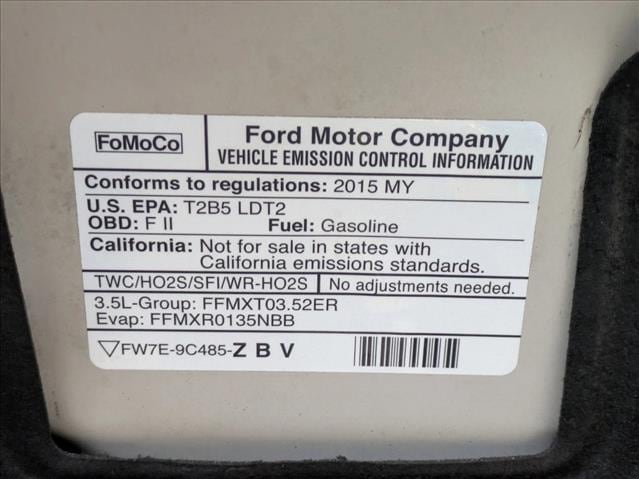 FoMoCo
Ford Motor Company
VEHICLE EMISSION CONTROL INFORMATION
Conforms to regulations: 2015 MY
U.S. EPA: T2B5 LDT2
OBD: F II Fuel: Gasoline
California: Not for sale in states with
California emissions standards.
TWC/HO2S/SFI/WR-HO2S No adjustments needed.
3.5L-Group: FFMXT03.52ER
Evap: FFMXR0135NBB
FW7E-9C485-Z B V